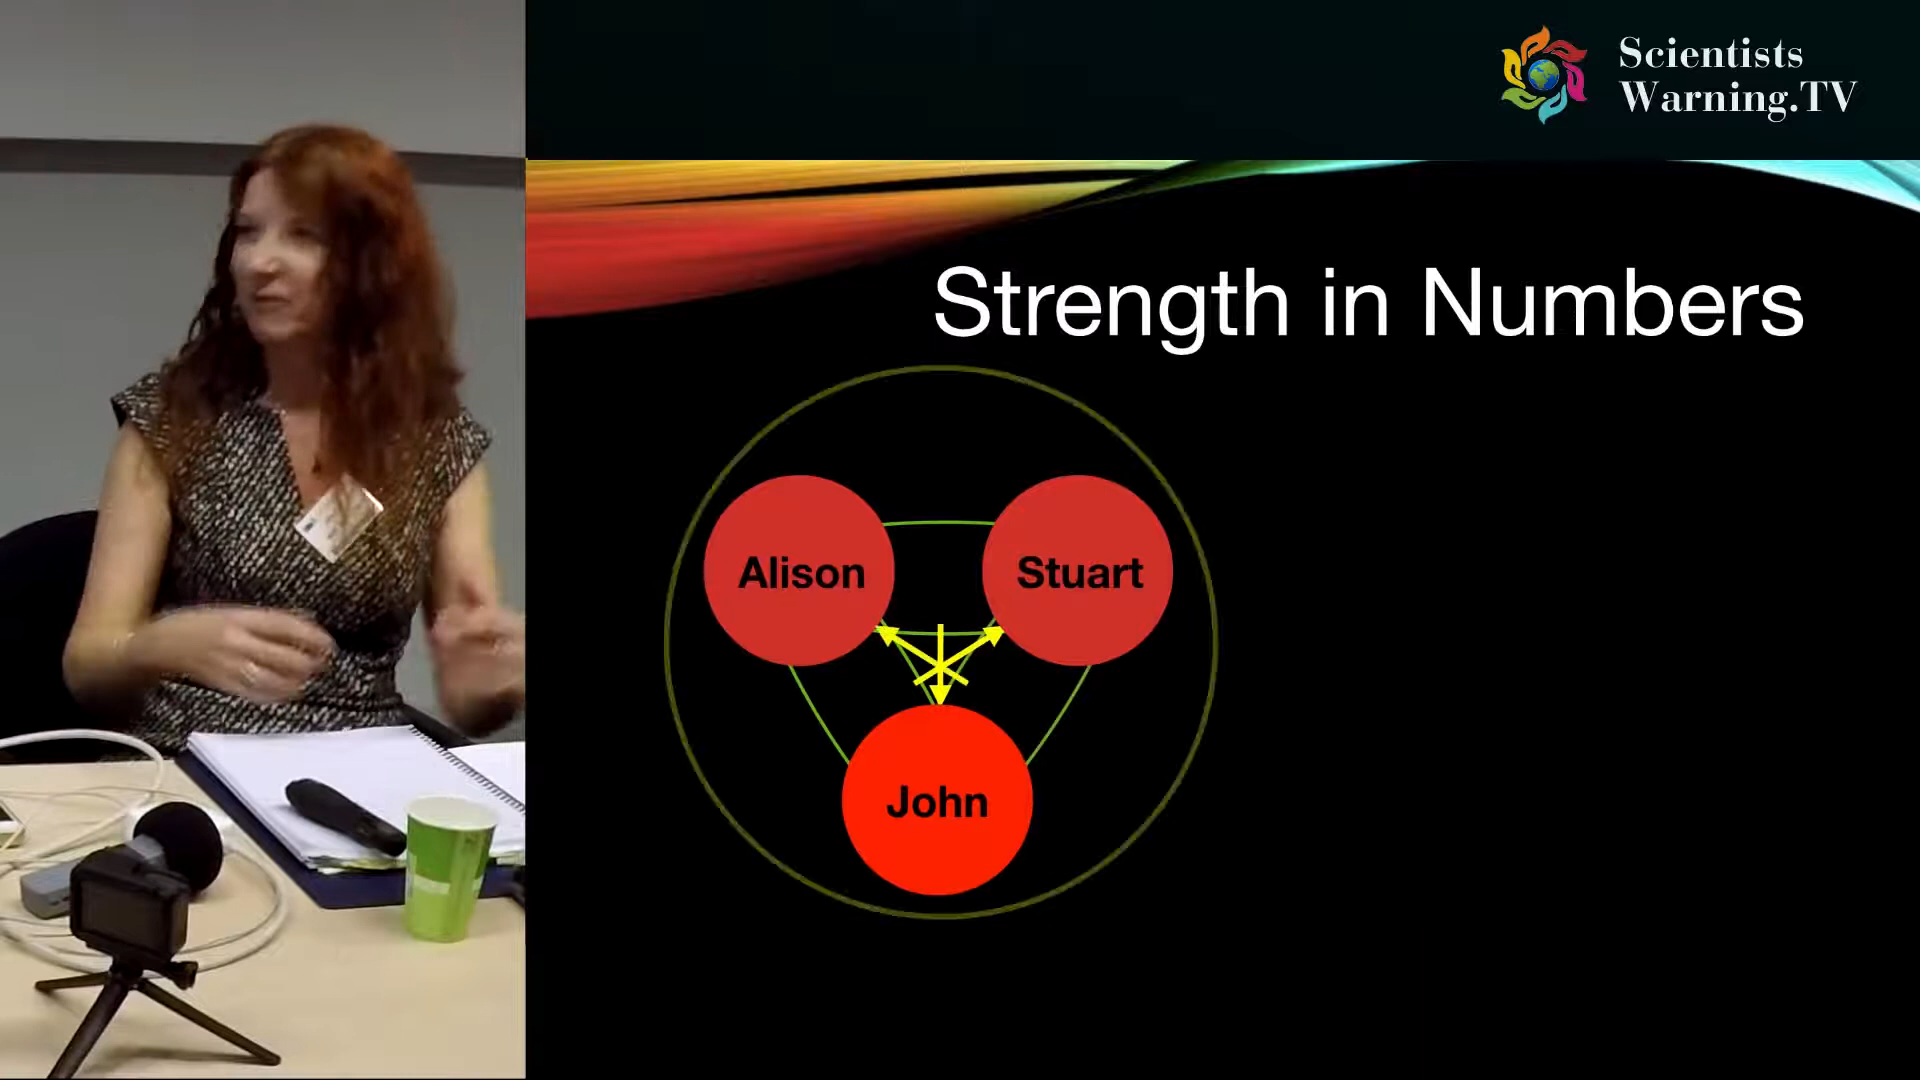 Scientists
Warning.TV
Strength in Numbers
Alison
Stuart
John